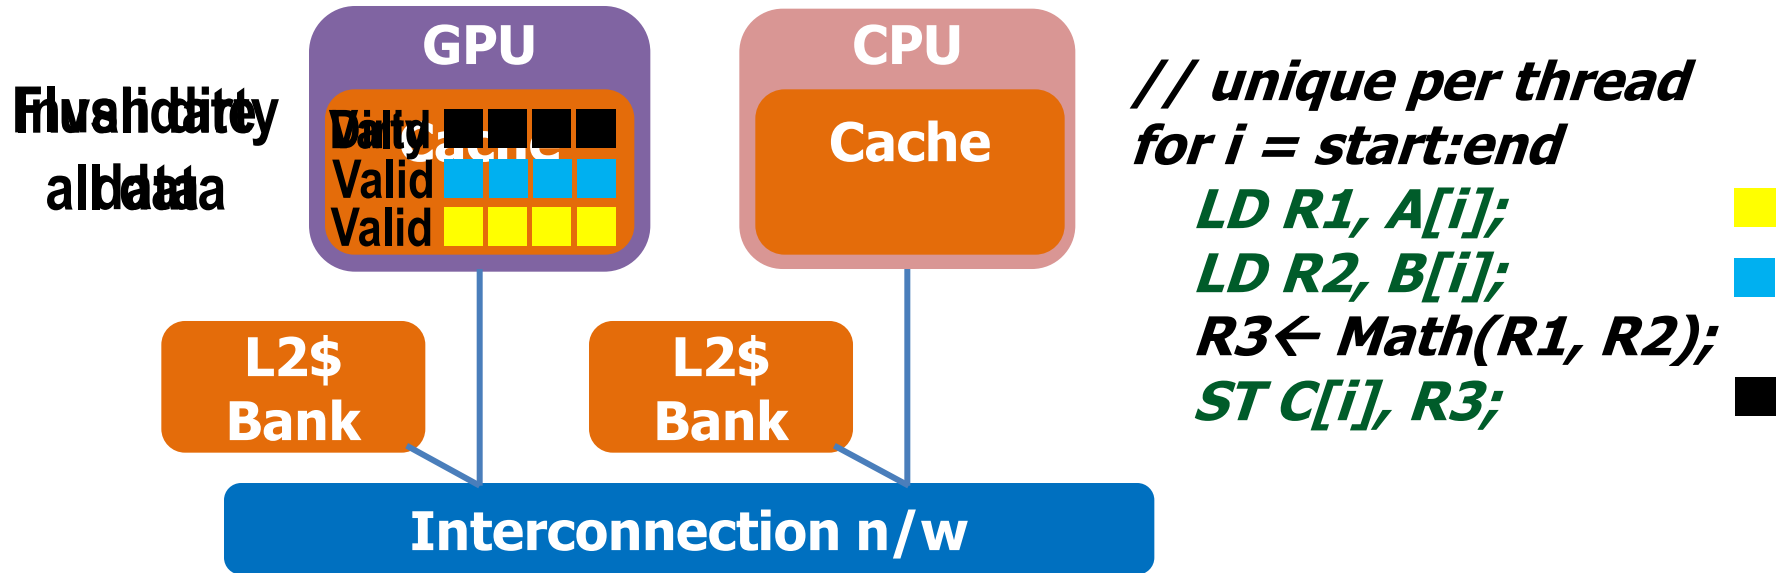 GPU
CPU
Cache
Valid
Valid
Cache
// unique per thread
for i = start:end
LD R1, A[i];
LD R2, B[i];
R3← Math(R1, R2);
ST C[i], R3;
L2$
Bank
L2$
Bank
Interconnection n/w